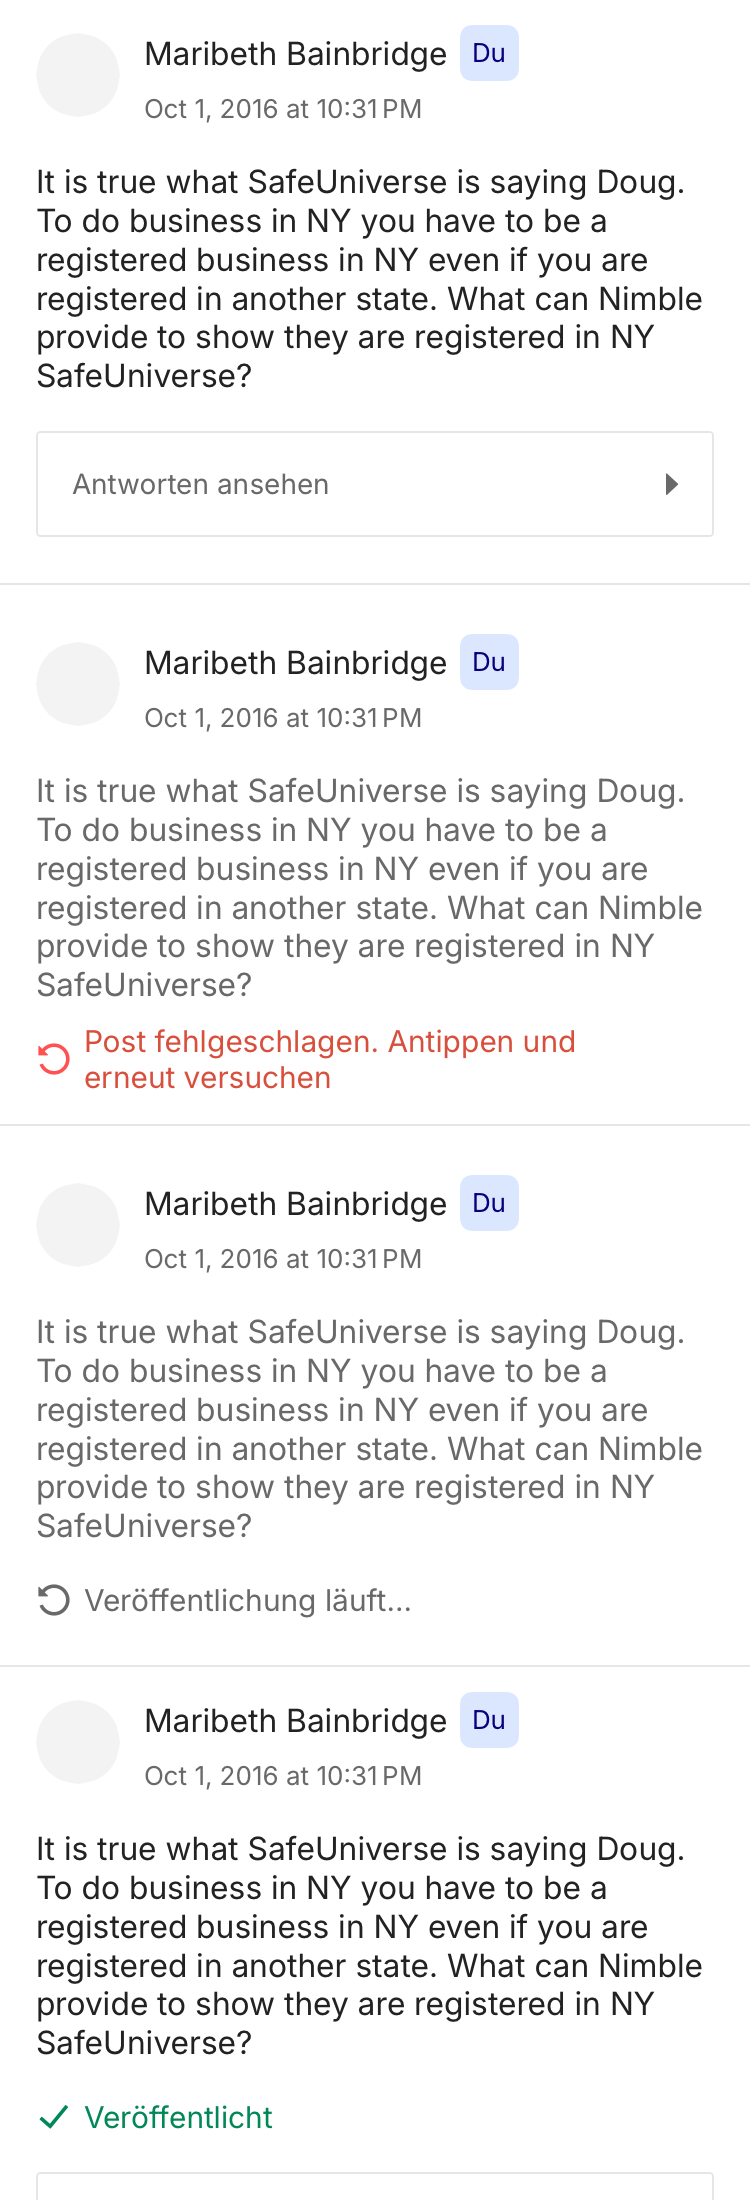 Maribeth Bainbridge Du
Oct 1, 2016 at 10:31 PM
It is true what SafeUniverse is saying Doug.
To do business in NY you have to be a
registered business in NY even if you are
registered in another state. What can Nimble
provide to show they are registered in NY
SafeUniverse?
Antworten ansehen
Maribeth Bainbridge Du
Oct 1, 2016 at 10:31 PM
It is true what SafeUniverse is saying Doug.
To do business in NY you have to be a
registered business in NY even if you are
registered in another state. What can Nimble
provide to show they are registered in NY
SafeUniverse?
Post fehlgeschlagen. Antippen und
erneut versuchen
Maribeth Bainbridge Du
Oct 1, 2016 at 10:31 PM
It is true what SafeUniverse is saying Doug.
To do business in NY you have to be a
registered business in NY even if you are
registered in another state. What can Nimble
provide to show they are registered in NY
SafeUniverse?
Veröffentlichung läuft...
Maribeth Bainbridge Du
Oct 1, 2016 at 10:31 PM
It is true what SafeUniverse is saying Doug.
To do business in NY you have to be a
registered business in NY even if you are
registered in another state. What can Nimble
provide to show they are registered in NY
SafeUniverse?
Veröffentlicht